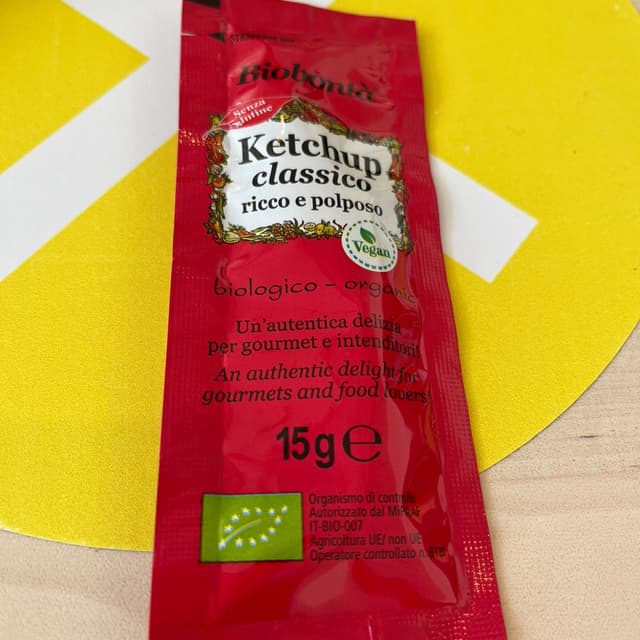 Biobontà
Senza
glutine
Ketchup
classico
ricco e polposo
Vegan
biologico - organic
Un'autentica delizia
per gourmet e intenditori!
An authentic delight for
gourmets and food lovers!
15g e
Organismo di controllo
Autorizzato dal
IT-BIO-007
Agricoltura UE/ non UE
Operatore controllato n.